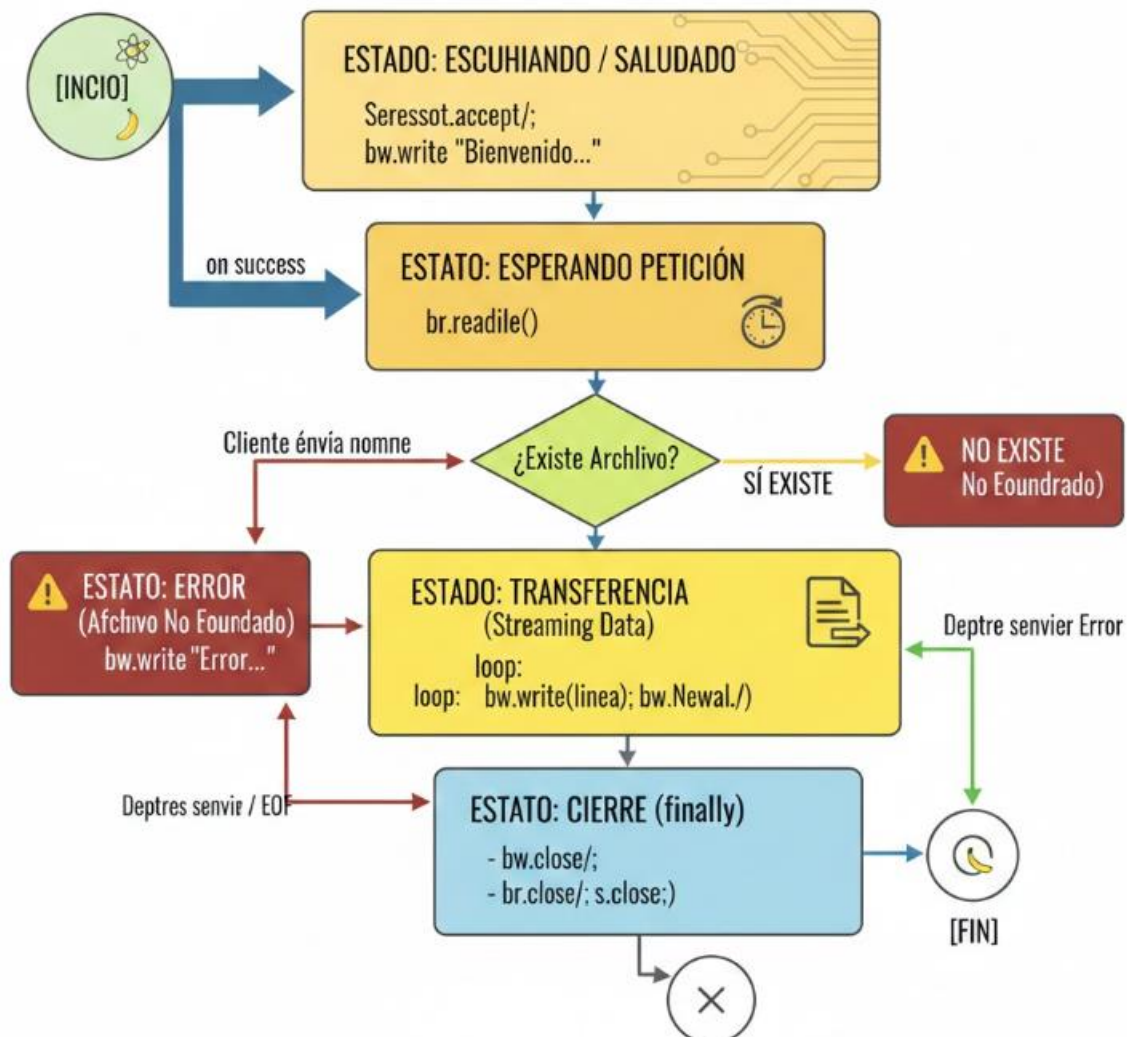 [INCIO]
ESTADO: ESCUHIANDO / SALUDADO
Seressot.accept/;
bw.write "Bienvenido..."
on success
ESTATO: ESPERANDO PETICIÓN
br.readile()
Cliente énvía nomne
¿Existe Archlivo?
SÍ EXISTE
NO EXISTE
No Eoundrado)
ESTATO: ERROR
(Afchivo No Eoundado)
bw.write "Error..."
ESTADO: TRANSFERENCIA
(Streaming Data)
loop:
loop: bw.write(linea); bw.Newal./)
Deptre senvier Error
Deptres senvir / EOF
ESTATO: CIERRE (finally)
- bw.close/;
- br.close/; s.close;)
[FIN]